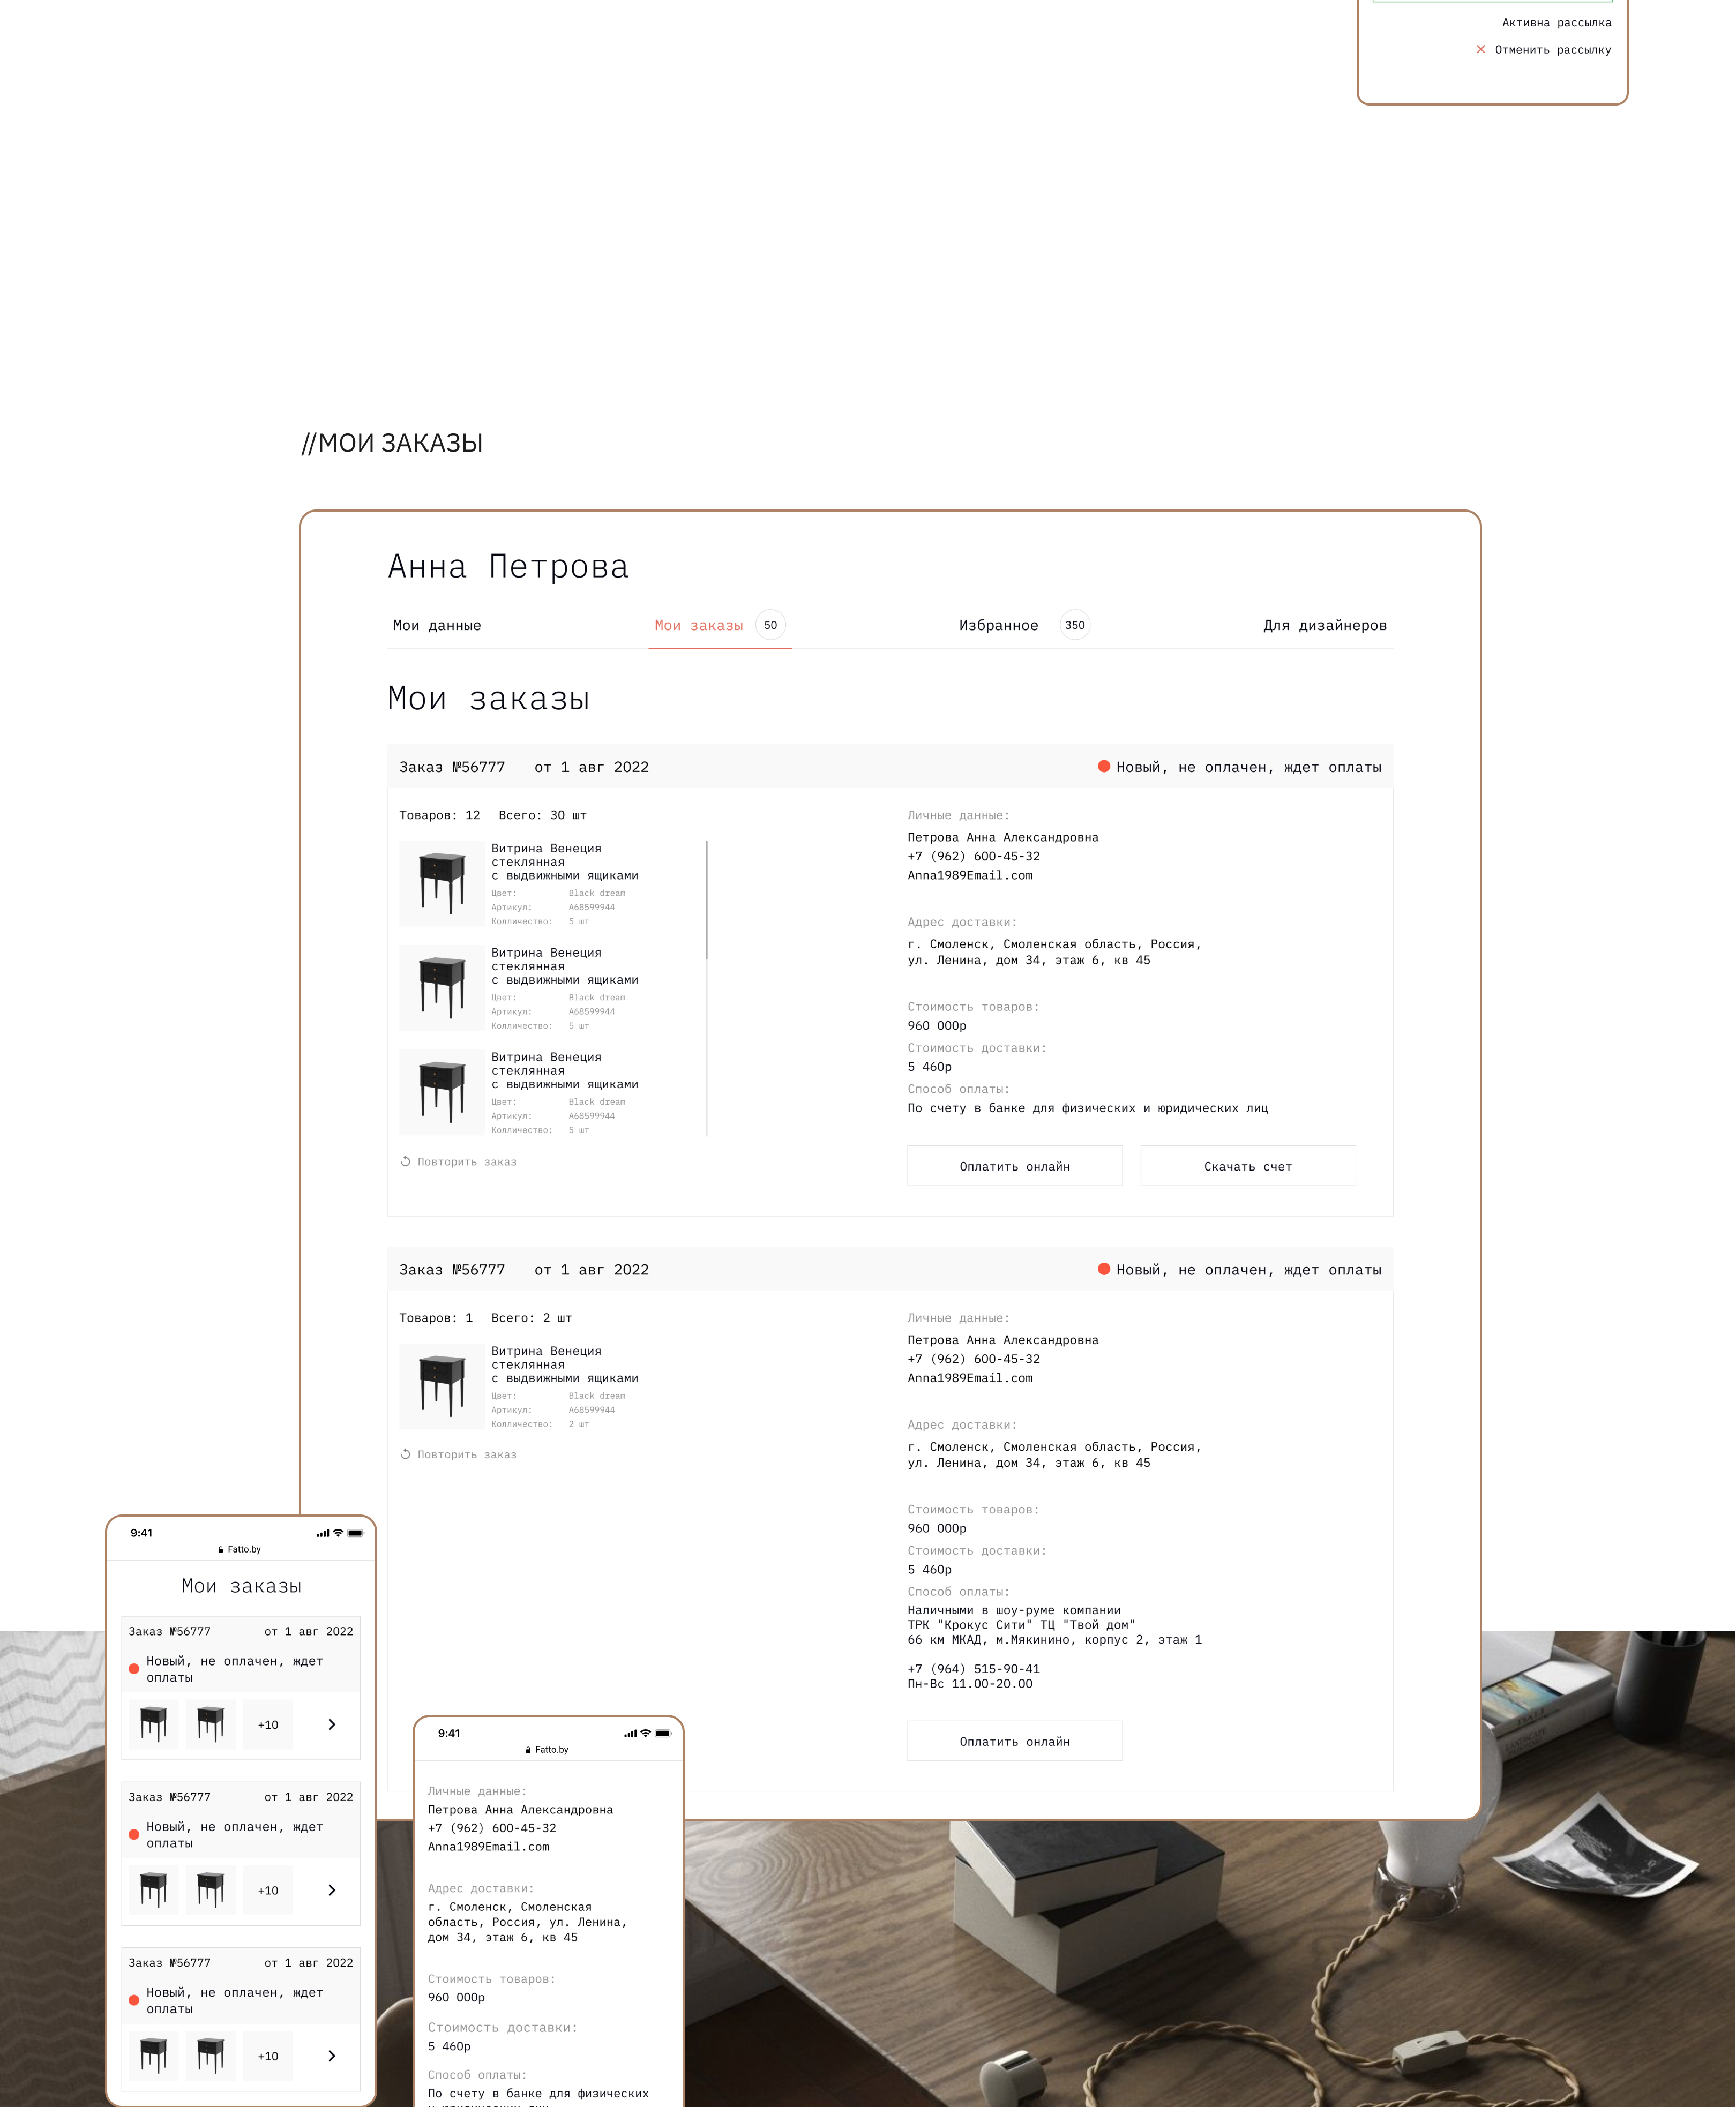 Активна рассылка
Отменить рассылку
//МОИ ЗАКАЗЫ
Анна Петрова
Мои данные
Мои заказы 50
Избранное 350
Для дизайнеров
Мои заказы
Заказ №56777 от 1 авг 2022
Новый, не оплачен, ждет оплаты
Товаров: 12 Всего: 30 шт
Витрина Венеция
стеклянная
с выдвижными ящиками
Цвет: Black dream
Артикул: A68599944
Колличество: 5 шт
Витрина Венеция
стеклянная
с выдвижными ящиками
Цвет: Black dream
Артикул: A68599944
Колличество: 5 шт
Витрина Венеция
стеклянная
с выдвижными ящиками
Цвет: Black dream
Артикул: A68599944
Колличество: 5 шт
Повторить заказ
Личные данные:
Петрова Анна Александровна
+7 (962) 600-45-32
Anna1989Email.com
Адрес доставки:
г. Смоленск, Смоленская область, Россия,
ул. Ленина, дом 34, этаж 6, кв 45
Стоимость товаров:
960 000р
Стоимость доставки:
5 460р
Способ оплаты:
По счету в банке для физических и юридических лиц
Оплатить онлайн
Скачать счет
Заказ №56777 от 1 авг 2022
Новый, не оплачен, ждет оплаты
Товаров: 1 Всего: 2 шт
Витрина Венеция
стеклянная
с выдвижными ящиками
Цвет: Black dream
Артикул: A68599944
Колличество: 2 шт
Повторить заказ
Личные данные:
Петрова Анна Александровна
+7 (962) 600-45-32
Anna1989Email.com
Адрес доставки:
г. Смоленск, Смоленская область, Россия,
ул. Ленина, дом 34, этаж 6, кв 45
Стоимость товаров:
960 000р
Стоимость доставки:
5 460р
Способ оплаты:
Наличными в шоу-руме компании
ТРК "Крокус Сити" ТЦ "Твой дом"
66 км МКАД, м.Мякинино, корпус 2, этаж 1
+7 (964) 515-90-41
Пн-Вс 11.00-20.00
Оплатить онлайн
9:41
Fatto.by
Мои заказы
Заказ №56777 от 1 авг 2022
Новый, не оплачен, ждет
оплаты
+10
Заказ №56777 от 1 авг 2022
Новый, не оплачен, ждет
оплаты
+10
Заказ №56777 от 1 авг 2022
Новый, не оплачен, ждет
оплаты
+10
9:41
Fatto.by
Личные данные:
Петрова Анна Александровна
+7 (962) 600-45-32
Anna1989Email.com
Адрес доставки:
г. Смоленск, Смоленская
область, Россия, ул. Ленина,
дом 34, этаж 6, кв 45
Стоимость товаров:
960 000р
Стоимость доставки:
5 460р
Способ оплаты:
По счету в банке для физических